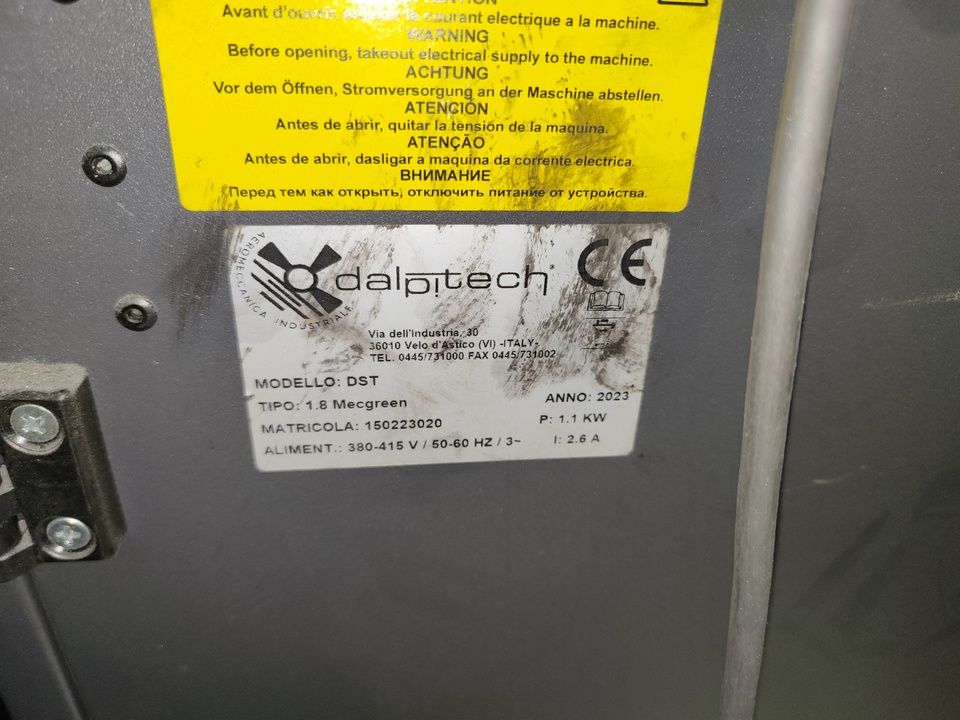 Avant d'ouvrir le courant electrique a la machine.
WARNING
Before opening, takeout electrical supply to the machine.
ACHTUNG
Vor dem Öffnen, Stromversorgung an der Maschine abstellen.
ATENCIÓN
Antes de abrir, quitar la tensión de la maquina.
ATENÇÃO
Antes de abrir, dasligar a maquina da corrente electrica.
ВНИМАНИЕ
Перед тем как открыть, отключить питание от устройства.
AEROMECCANICA INDUSTRIALE
dalpitech
CE
Via dell'Industria, 30
36010 Velo d'Astico (VI) -ITALY-
TEL. 0445/731000 FAX 0445/731002
MODELLO: DST
ANNO: 2023
TIPO: 1.8 Mecgreen
P: 1.1 KW
MATRICOLA: 150223020
I: 2.6 A
ALIMENT.: 380-415 V / 50-60 HZ / 3~